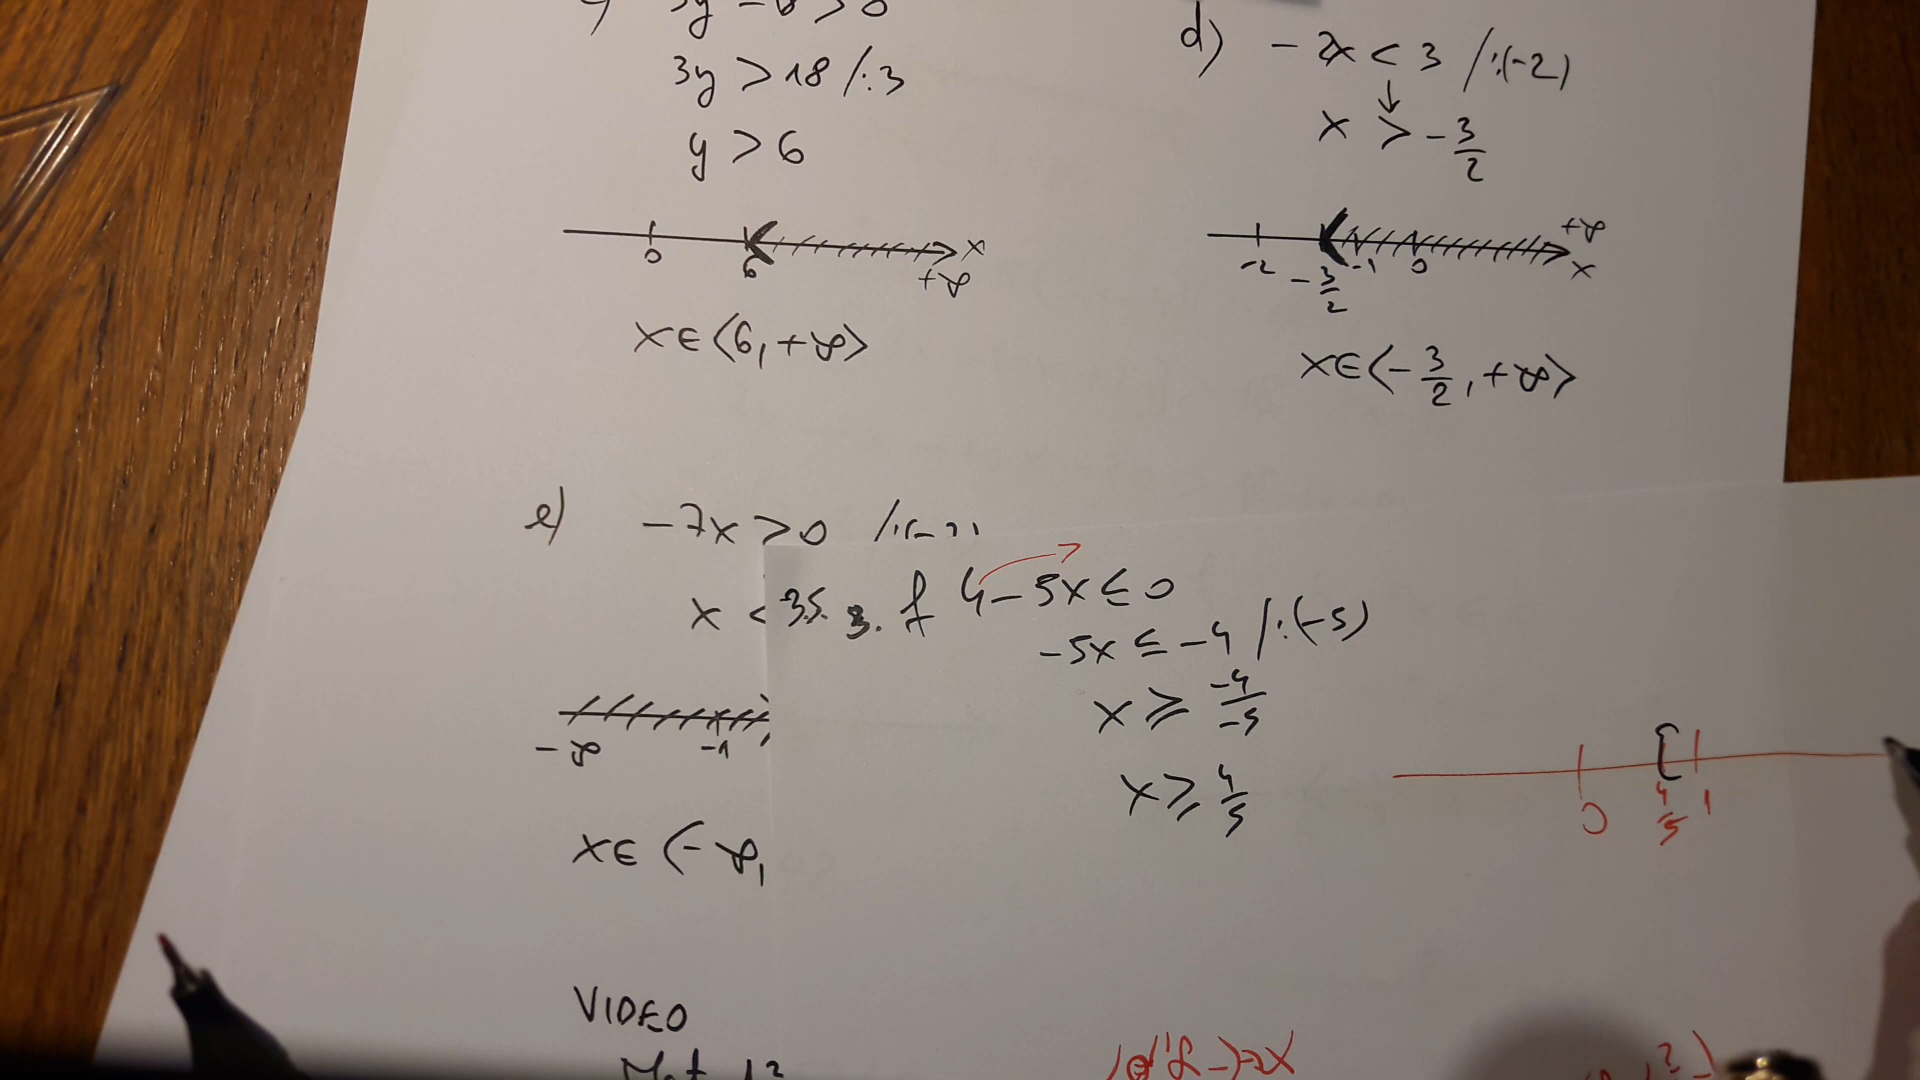 3y > 18 /:3
y > 6
0 6 x
+∞
x∈⟨6, +∞⟩
d) -2x < 3 /:(-2)
↓
x > -3/2
+∞
-2 -3/2 -1 0 x
x∈⟨-3/2, +∞⟩
e) -7x > 0
x <
-∞ -1
x∈⟨-∞,
35. 3. f 4-5x ≤ 0
-5x ≤ -4 /:(-5)
x ≥ -4/-5
x ≥ 4/5
[
0 4/5 1
VIDEO